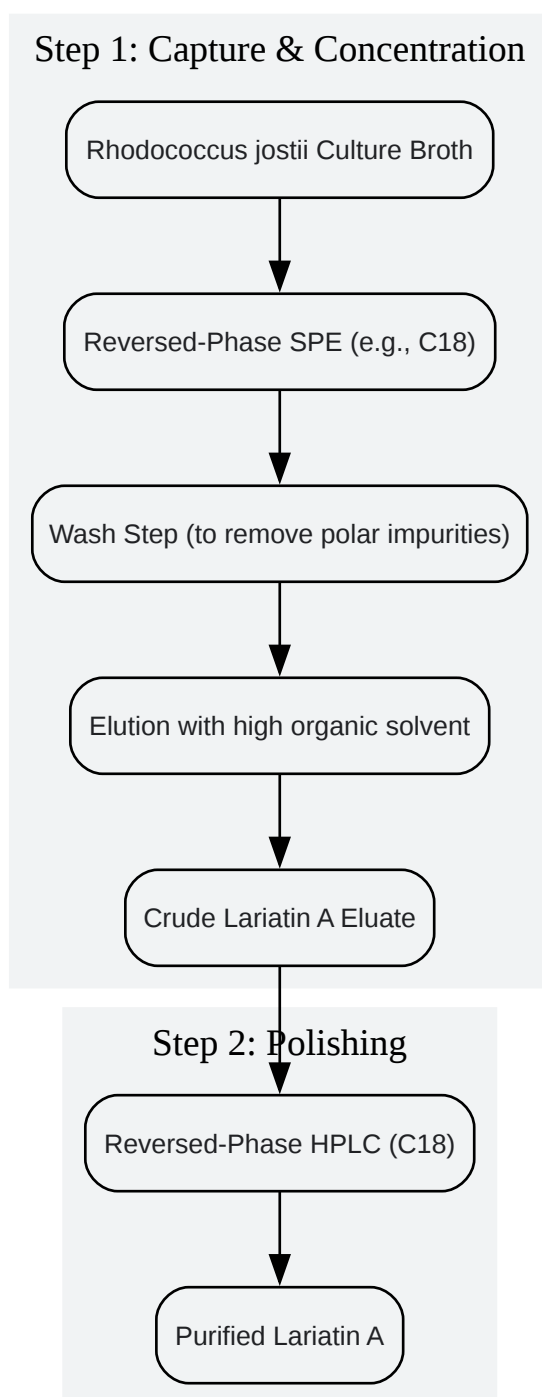 Step 1: Capture & Concentration
Rhodococcus jostii Culture Broth
Reversed-Phase SPE (e.g., C18)
Wash Step (to remove polar impurities)
Elution with high organic solvent
Crude Lariatin A Eluate
Step 2: Polishing
Reversed-Phase HPLC (C18)
Purified Lariatin A